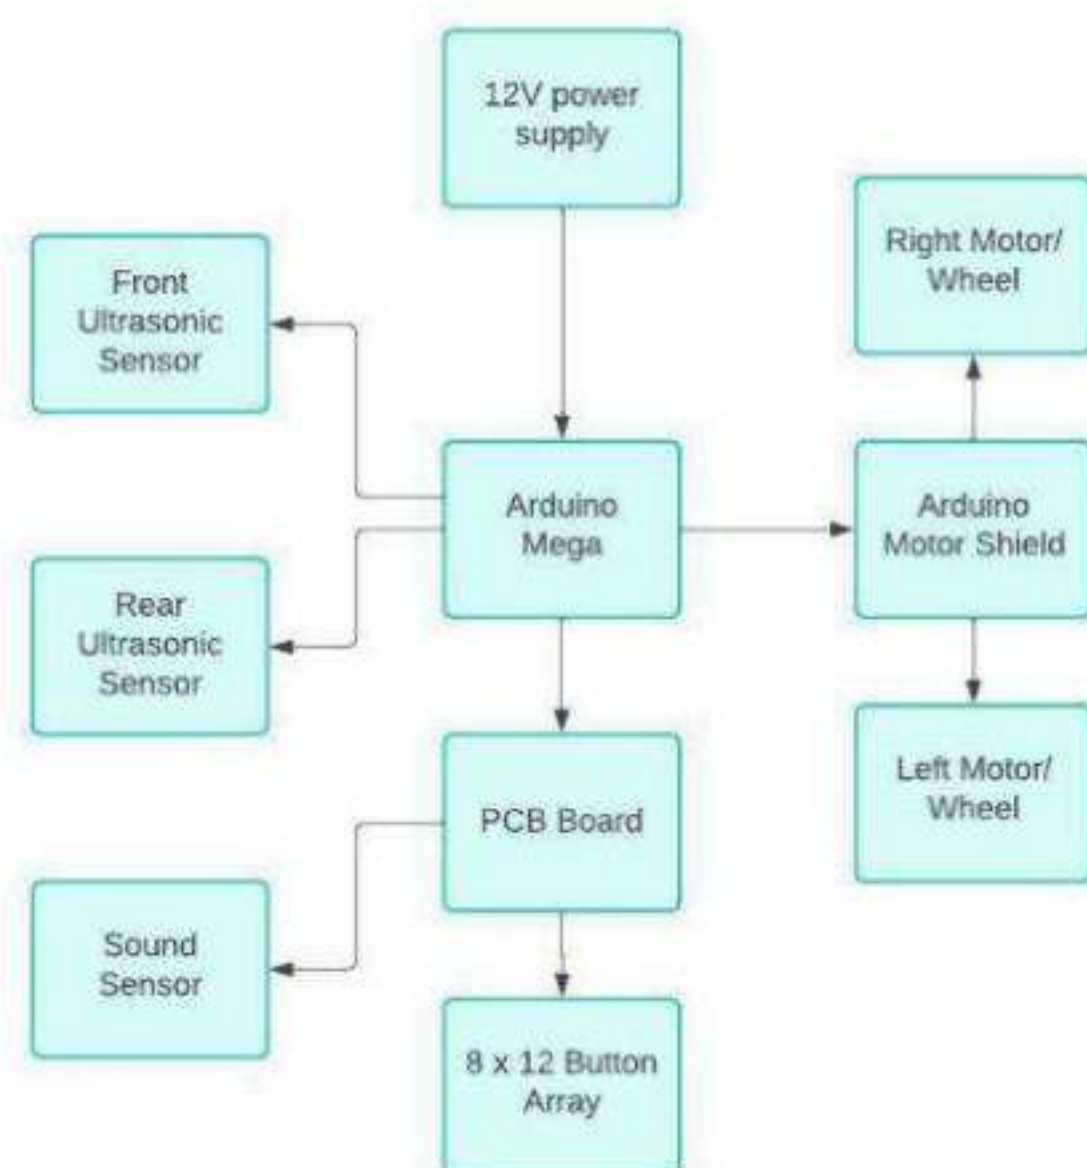 12V power
supply
Right Motor/
Wheel
Front
Ultrasonic
Sensor
Arduino
Mega
Arduino
Motor Shield
Rear
Ultrasonic
Sensor
PCB Board
Left Motor/
Wheel
Sound
Sensor
8 x 12 Button
Array